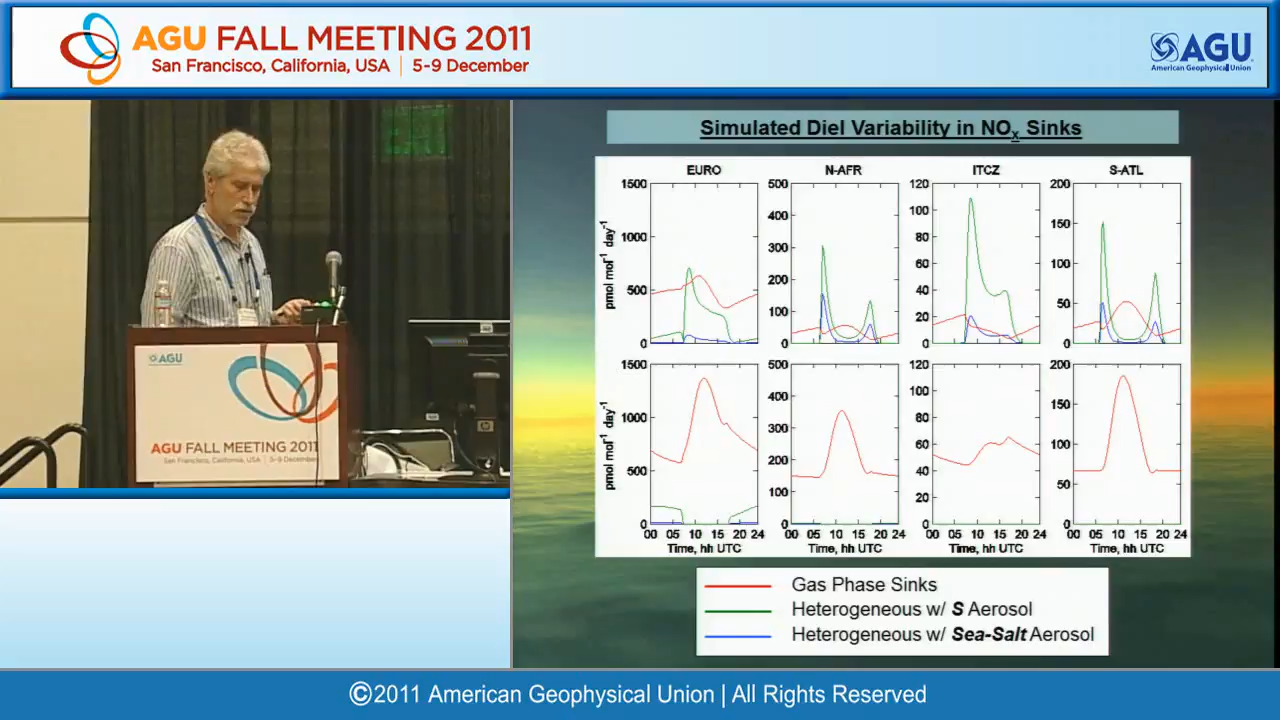 AGU FALL MEETING 2011
San Francisco, California, USA | 5-9 December
AGU
American Geophysical Union
AGU
AGU FALL MEETING 2011
San Francisco, California, USA | 5-9 December
Simulated Diel Variability in NOx Sinks
EURO N-AFR ITCZ S-ATL
1500 500 120 200
100
400
1000 150
80
300
60 100
200
500 40
50
100
20
0 0 0 0
pmol mol-1 day-1
1500 500 120 200
100
400
1000 150
80
300
60 100
200
500 40
50
100
20
0 0 0 0
pmol mol-1 day-1
00 05 10 15 20 24 00 05 10 15 20 24 00 05 10 15 20 24 00 05 10 15 20 24
Time, hh UTC Time, hh UTC Time, hh UTC Time, hh UTC
Gas Phase Sinks
Heterogeneous w/ S Aerosol
Heterogeneous w/ Sea-Salt Aerosol
©2011 American Geophysical Union | All Rights Reserved